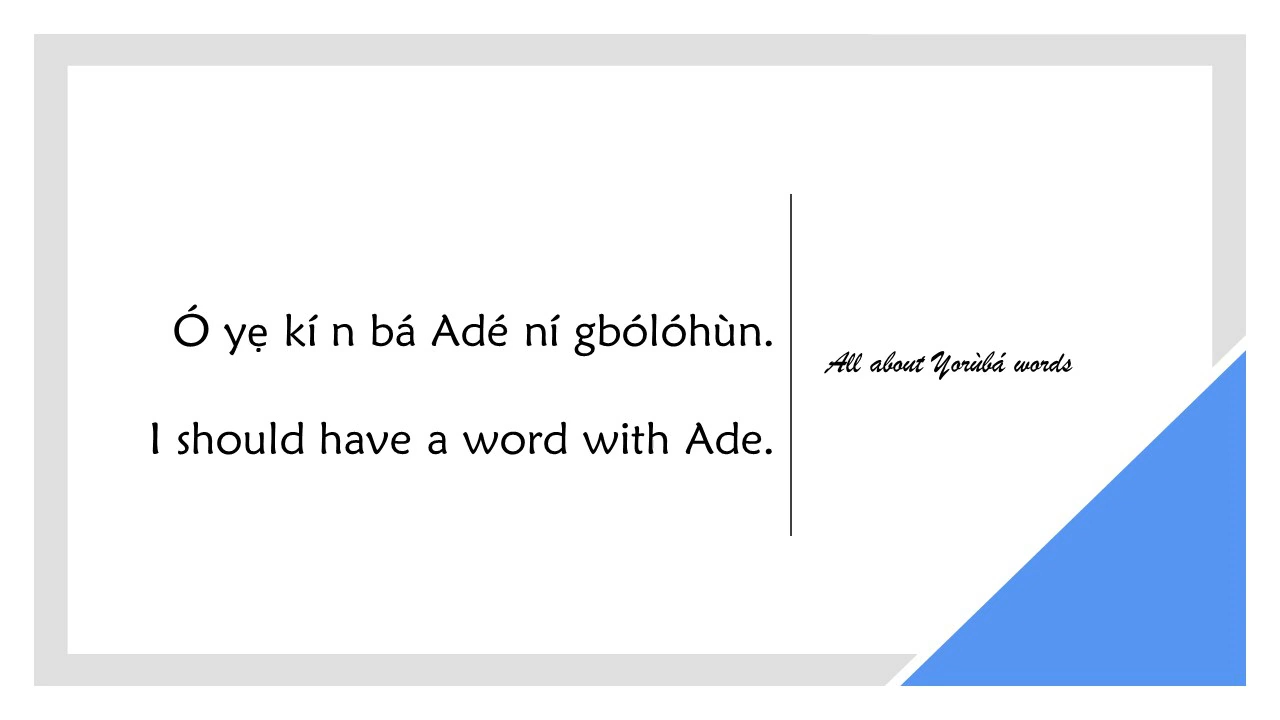 Ó yẹ kí n bá Adé ní gbólóhùn.
I should have a word with Ade.
All about Yorùbá words